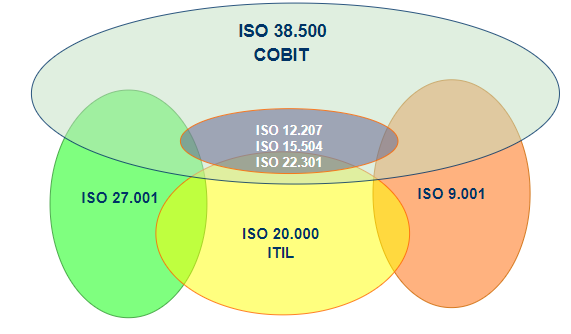 ISO 38.500
COBIT
ISO 12.207
ISO 15.504
ISO 22.301
ISO 27.001
ISO 9.001
ISO 20.000
ITIL